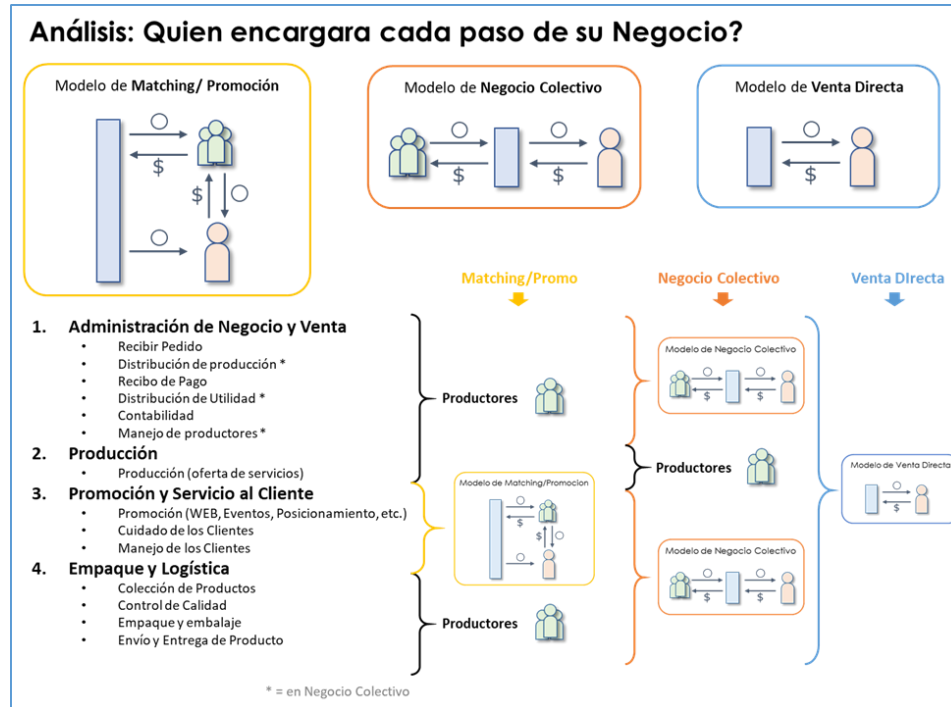 Análisis: Quien encargara cada paso de su Negocio?
Modelo de Matching/ Promoción
$
$
Modelo de Negocio Colectivo
$
$
Modelo de Venta Directa
$
Matching/Promo
Negocio Colectivo
Venta DIrecta
1. Administración de Negocio y Venta
• Recibir Pedido
• Distribución de producción *
• Recibo de Pago
• Distribución de Utilidad *
• Contabilidad
• Manejo de productores *
2. Producción
• Producción (oferta de servicios)
3. Promoción y Servicio al Cliente
• Promoción (WEB, Eventos, Posicionamiento, etc.)
• Cuidado de los Clientes
• Manejo de los Clientes
4. Empaque y Logística
• Colección de Productos
• Control de Calidad
• Empaque y embalaje
• Envío y Entrega de Producto
Productores
Modelo de Matching/Promocion
$
$
Productores
Modelo de Negocio Colectivo
$
$
Productores
Modelo de Negocio Colectivo
$
$
Modelo de Venta Directa
$
* = en Negocio Colectivo